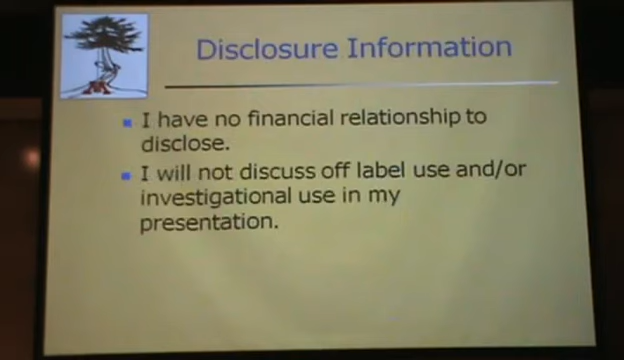 Disclosure Information
I have no financial relationship to
disclose.
I will not discuss off label use and/or
investigational use in my
presentation.